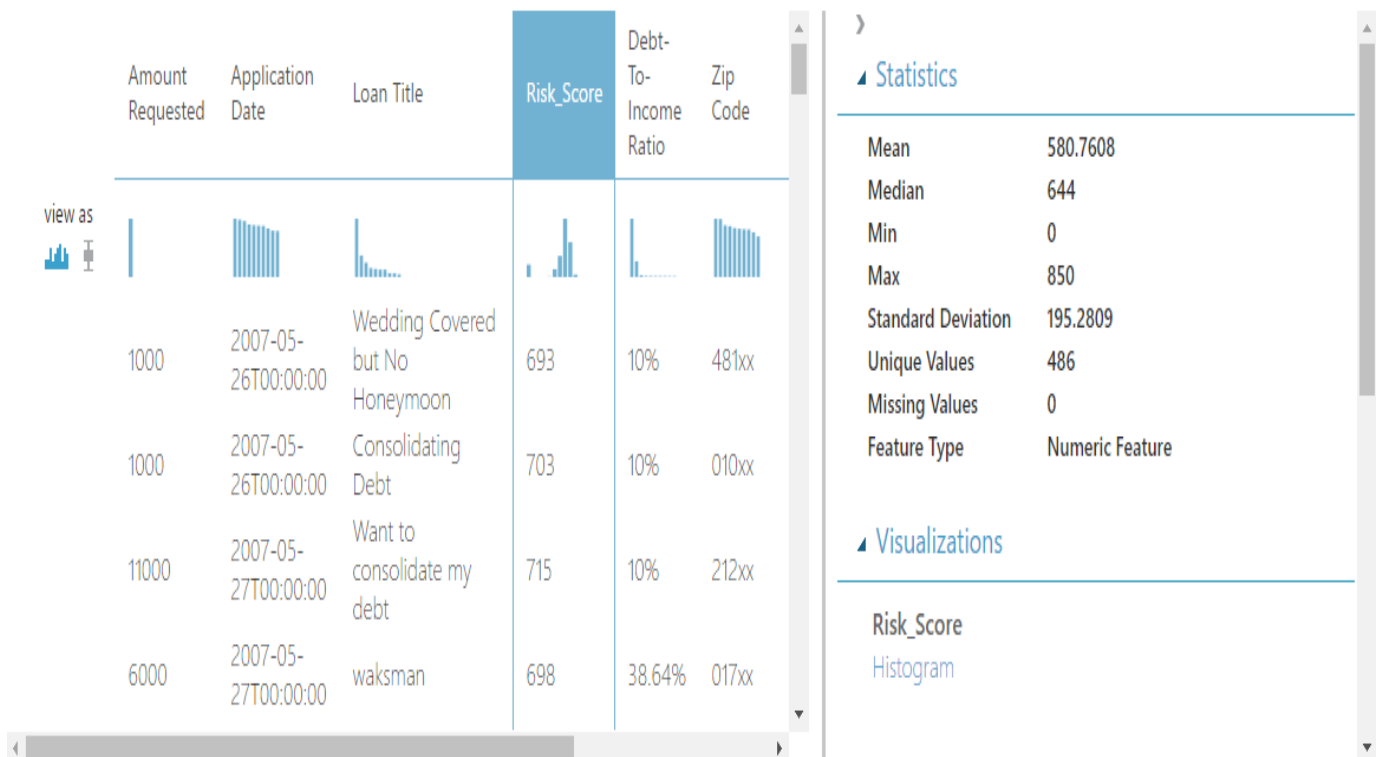 Amount Requested
Application Date
Loan Title
Risk_Score
Debt-To-Income Ratio
Zip Code
view as
1000
2007-05-26T00:00:00
Wedding Covered but No Honeymoon
693
10%
481xx
1000
2007-05-26T00:00:00
Consolidating Debt
703
10%
010xx
11000
2007-05-27T00:00:00
Want to consolidate my debt
715
10%
212xx
6000
2007-05-27T00:00:00
waksman
698
38.64%
017xx
Statistics
Mean 580.7608
Median 644
Min 0
Max 850
Standard Deviation 195.2809
Unique Values 486
Missing Values 0
Feature Type Numeric Feature
Visualizations
Risk_Score
Histogram